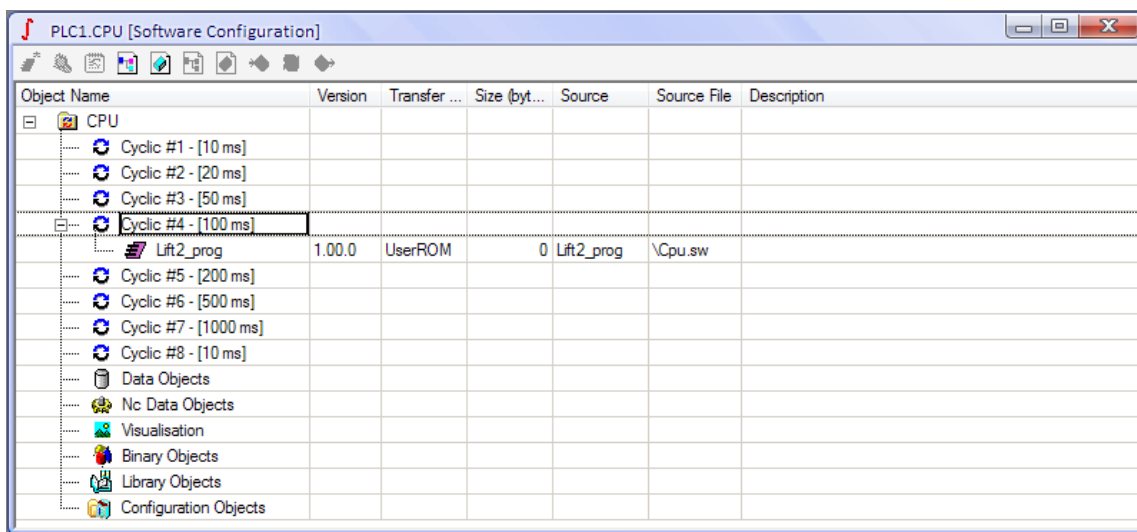 PLC1.CPU [Software Configuration]
Object Name Version Transfer ... Size (byt... Source Source File Description
CPU
Cyclic #1 - [10 ms]
Cyclic #2 - [20 ms]
Cyclic #3 - [50 ms]
Cyclic #4 - [100 ms]
Lift2_prog 1.00.0 UserROM 0 Lift2_prog \Cpu.sw
Cyclic #5 - [200 ms]
Cyclic #6 - [500 ms]
Cyclic #7 - [1000 ms]
Cyclic #8 - [10 ms]
Data Objects
Nc Data Objects
Visualisation
Binary Objects
Library Objects
Configuration Objects